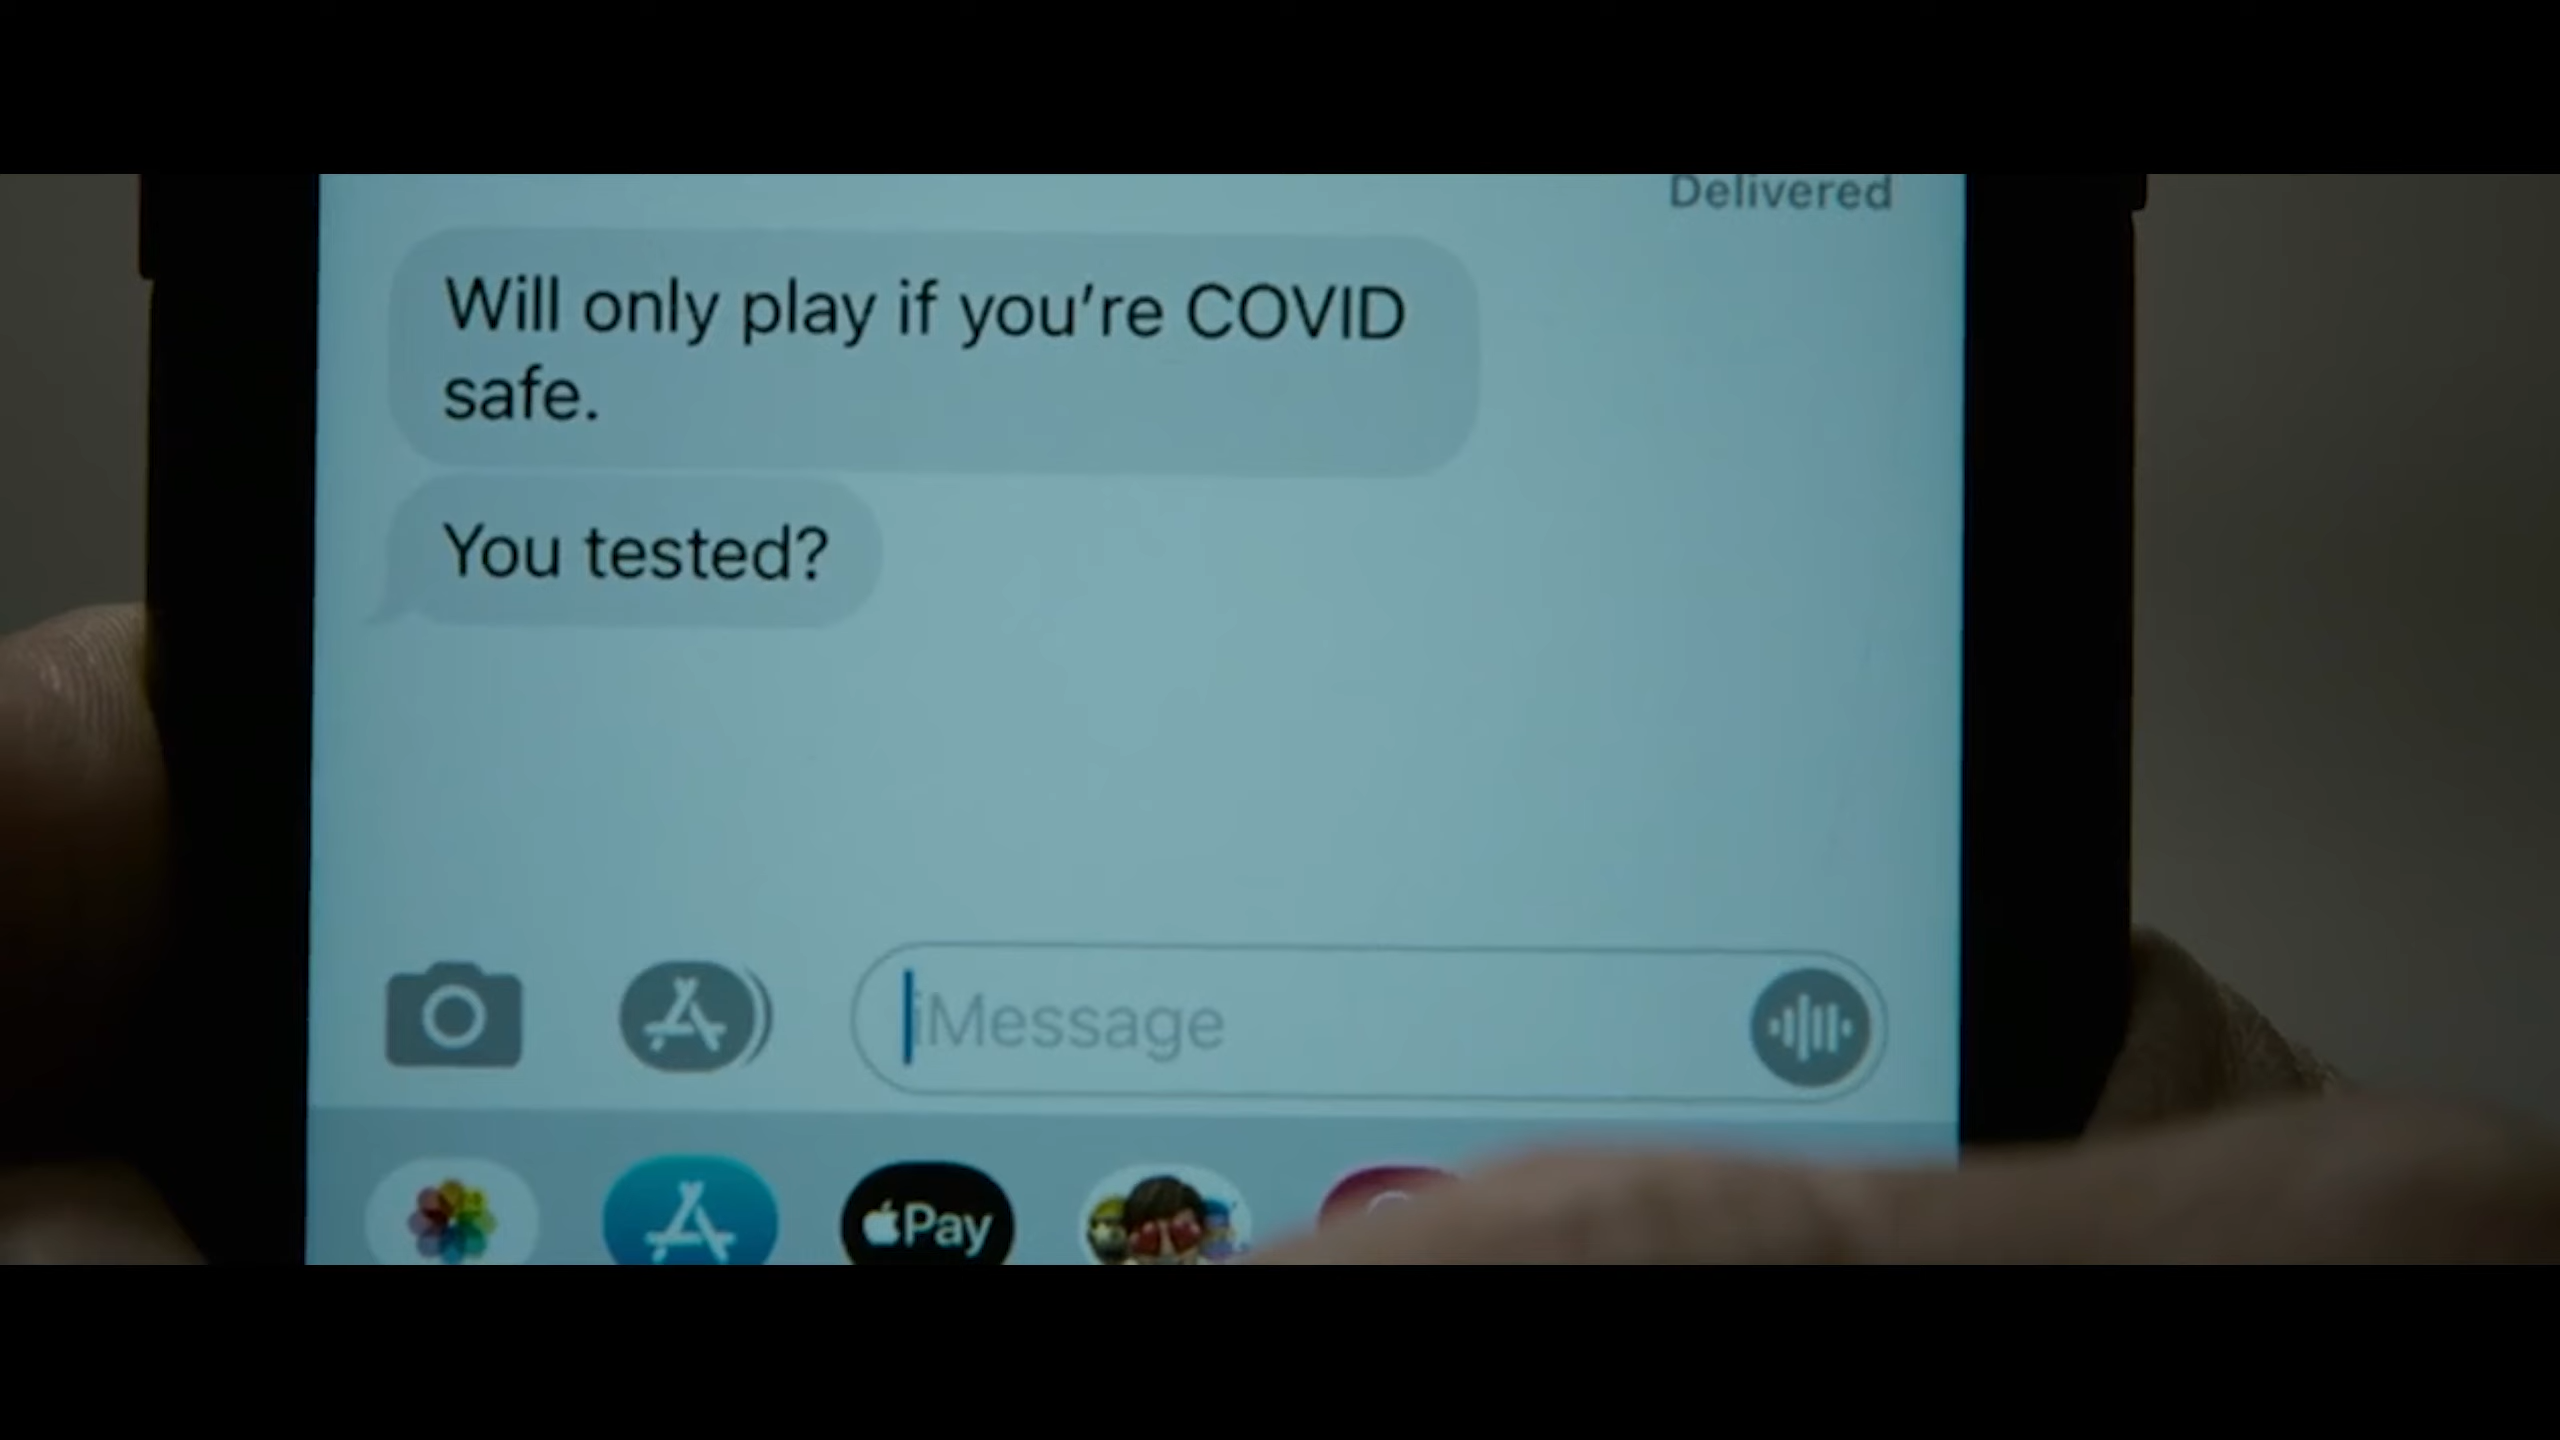 Delivered
Will only play if you're COVID
safe.
You tested?
iMessage
Pay